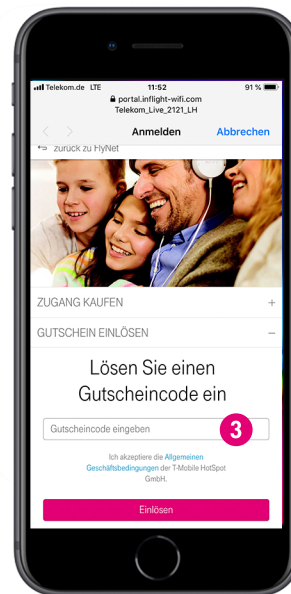 Telekom.de LTE 11:52 91 %
portal.inflight-wifi.com
Telekom_Live_2121_LH
Anmelden Abbrechen
zurück zu FlyNet
ZUGANG KAUFEN +
GUTSCHEIN EINLÖSEN −
Lösen Sie einen
Gutscheincode ein
Gutscheincode eingeben 3
Ich akzeptiere die Allgemeinen
Geschäftsbedingungen der T-Mobile HotSpot
GmbH.
Einlösen